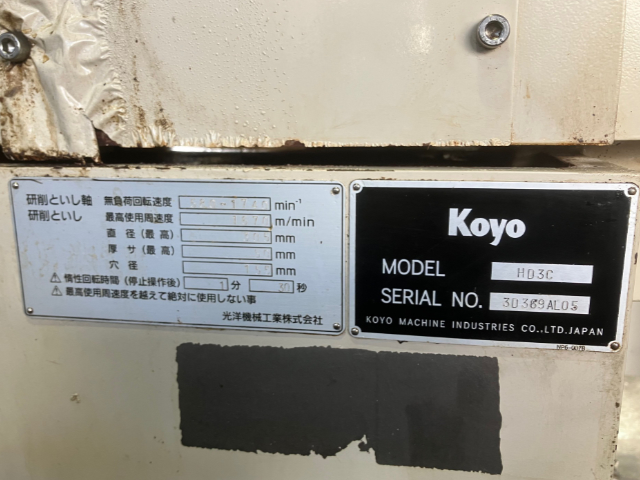 研削といし軸 無負荷回転速度 min⁻¹
研削といし 最高使用周速度 m/min
直径(最高) mm
厚サ(最高) mm
穴径 mm
⚠惰性回転時間(停止操作後) 1分 30秒
⚠最高使用周速度を越えて絶対に使用しない事
光洋機械工業株式会社
Koyo
MODEL HD3C
SERIAL NO.
KOYO MACHINE INDUSTRIES CO.,LTD.JAPAN